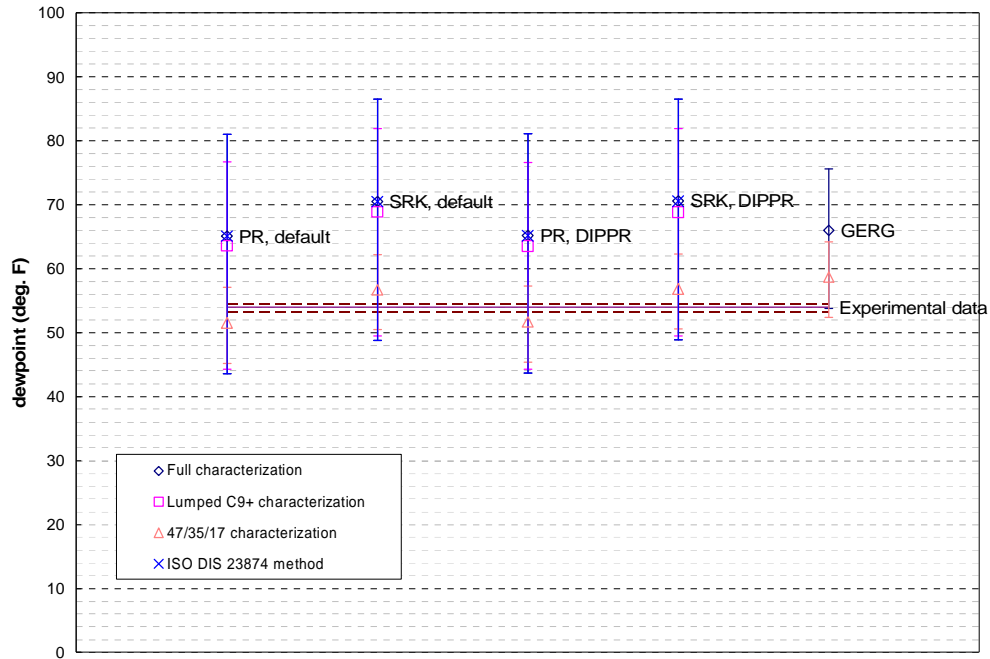 100
90
80
70
60
50
40
30
20
10
0
dewpoint (deg. F)
PR, default
SRK, default
PR, DIPPR
SRK, DIPPR
GERG
Experimental data
Full characterization
Lumped C9+ characterization
47/35/17 characterization
ISO DIS 23874 method